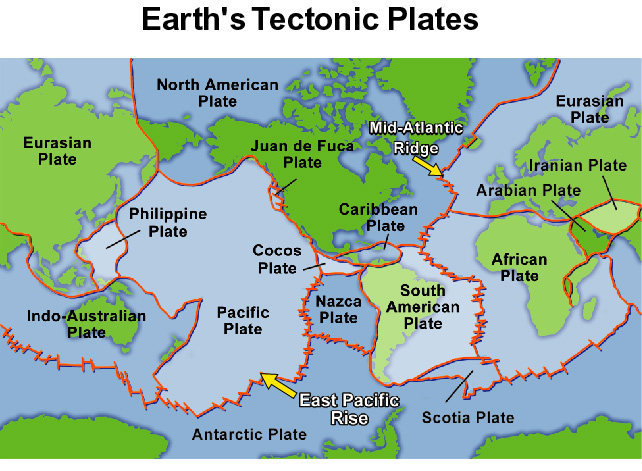 Earth's Tectonic Plates
North American
Plate
Eurasian
Plate
Eurasian
Plate
Mid-Atlantic
Ridge
Juan de Fuca
Plate
Iranian Plate
Arabian Plate
Philippine
Plate
Caribbean
Plate
Cocos
Plate
African
Plate
Indo-Australian
Plate
Pacific
Plate
Nazca
Plate
South
American
Plate
East Pacific
Rise
Scotia Plate
Antarctic Plate